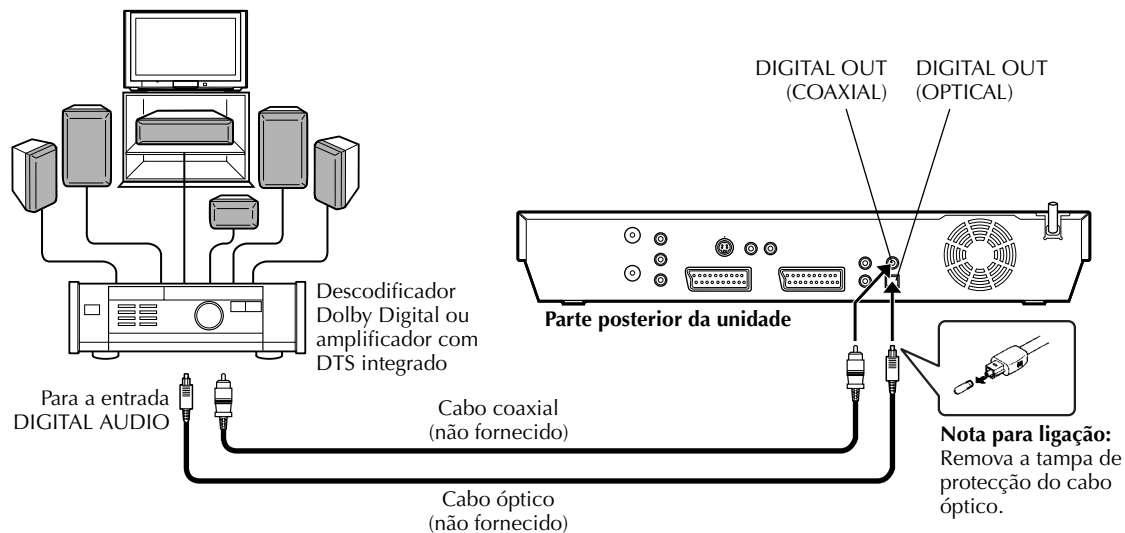 DIGITAL OUT
(COAXIAL)
DIGITAL OUT
(OPTICAL)
Descodificador
Dolby Digital ou
amplificador com
DTS integrado
Parte posterior da unidade
Para a entrada
DIGITAL AUDIO
Cabo coaxial
(não fornecido)
Cabo óptico
(não fornecido)
Nota para ligação:
Remova a tampa de
protecção do cabo
óptico.